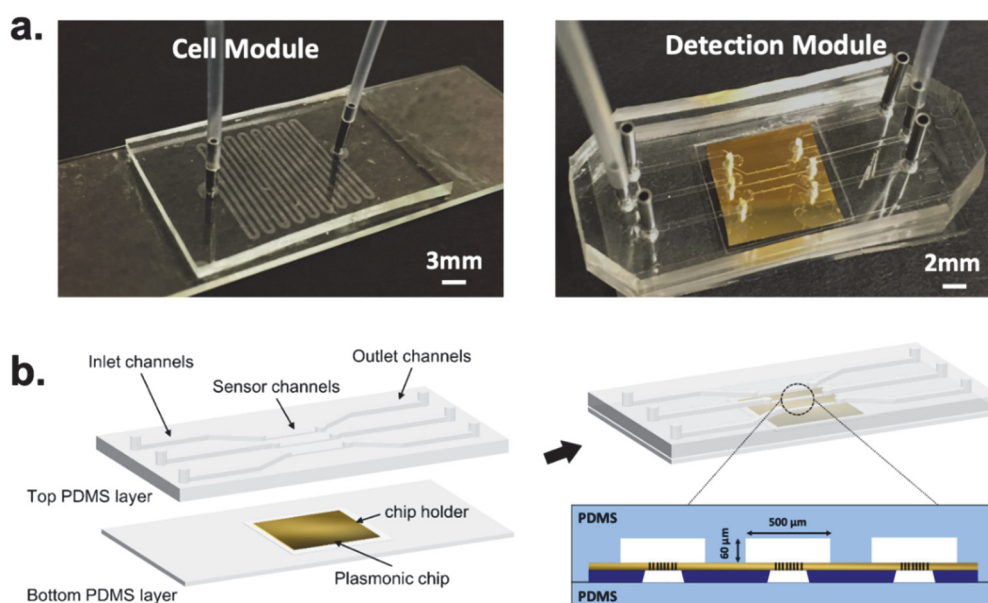 a.
Cell Module
3mm
Detection Module
2mm
b.
Inlet channels
Sensor channels
Outlet channels
Top PDMS layer
chip holder
Plasmonic chip
Bottom PDMS layer
PDMS
500 μm
60 μm
PDMS